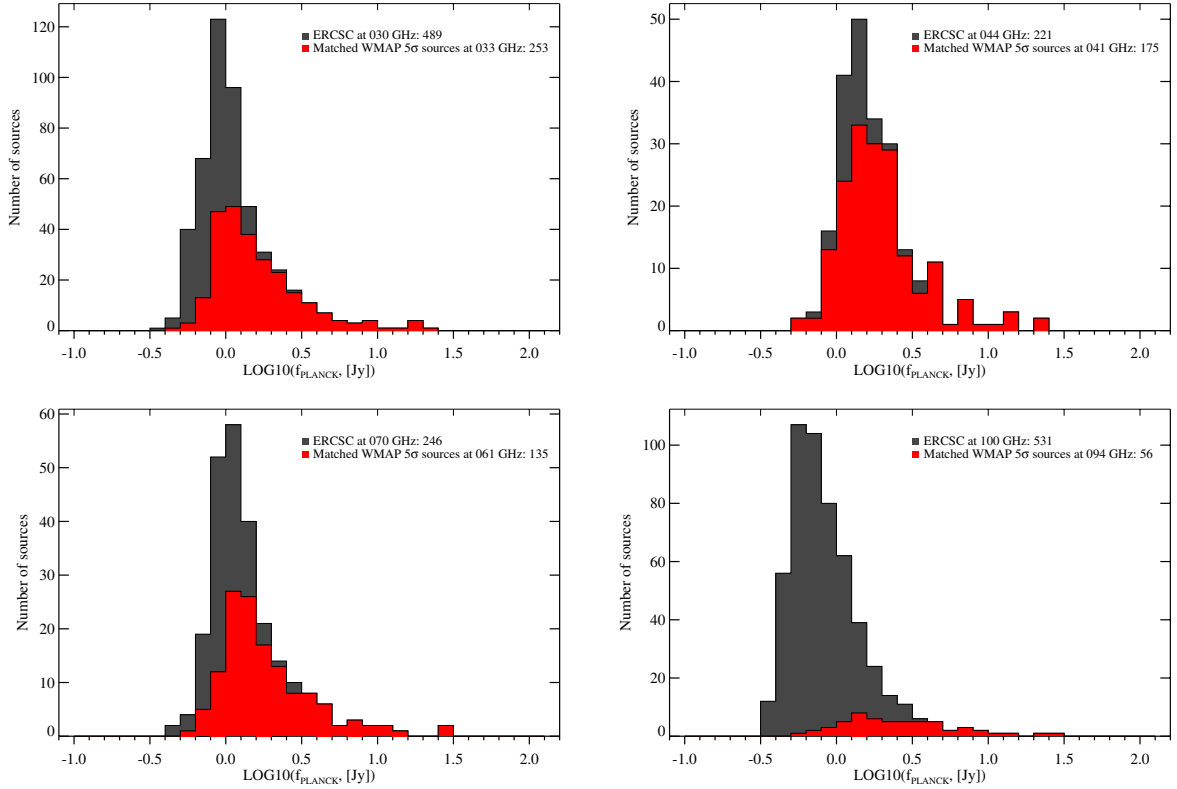 ERCSC at 030 GHz: 489
Matched WMAP 5σ sources at 033 GHz: 253
Number of sources
120
100
80
60
40
20
0
-1.0 -0.5 0.0 0.5 1.0 1.5 2.0
LOG10(fPLANCK, [Jy])
ERCSC at 044 GHz: 221
Matched WMAP 5σ sources at 041 GHz: 175
Number of sources
50
40
30
20
10
0
-1.0 -0.5 0.0 0.5 1.0 1.5 2.0
LOG10(fPLANCK, [Jy])
ERCSC at 070 GHz: 246
Matched WMAP 5σ sources at 061 GHz: 135
Number of sources
60
50
40
30
20
10
0
-1.0 -0.5 0.0 0.5 1.0 1.5 2.0
LOG10(fPLANCK, [Jy])
ERCSC at 100 GHz: 531
Matched WMAP 5σ sources at 094 GHz: 56
Number of sources
100
80
60
40
20
0
-1.0 -0.5 0.0 0.5 1.0 1.5 2.0
LOG10(fPLANCK, [Jy])